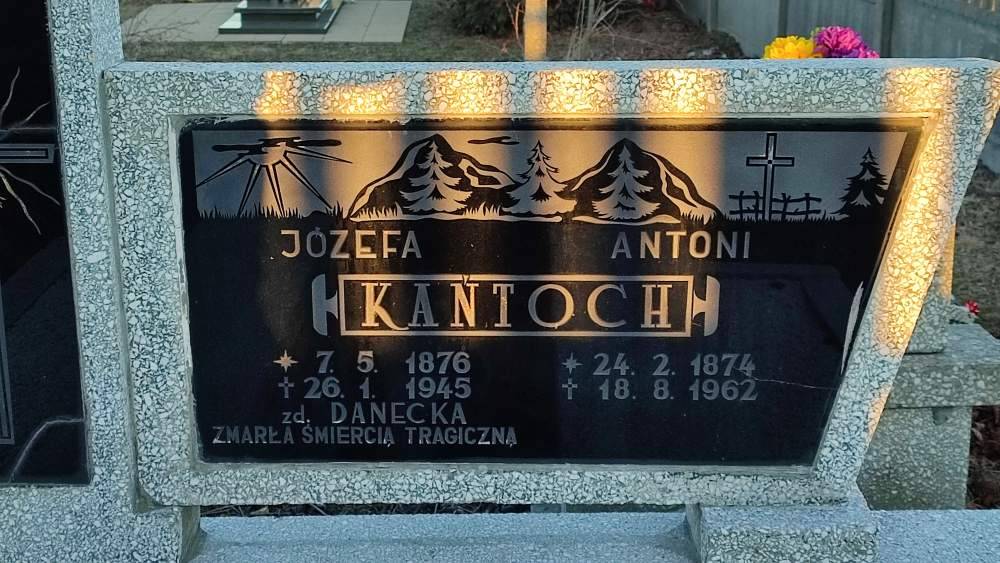 JÓZEFA ANTONI
KAŃTOCH
* 7. 5. 1876 * 24. 2. 1874
† 26. 1. 1945 † 18. 8. 1962
zd. DANECKA
ZMARŁA ŚMIERCIĄ TRAGICZNĄ